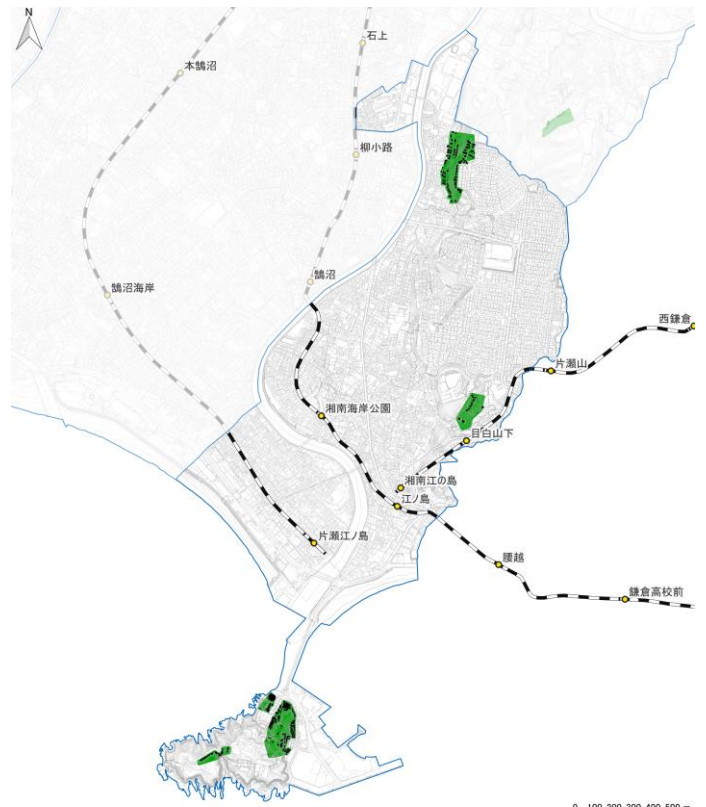 N
石上
本鵠沼
柳小路
鵠沼
鵠沼海岸
西鎌倉
片瀬山
湘南海岸公園
目白山下
湘南江の島
江ノ島
片瀬江ノ島
腰越
鎌倉高校前
0 100 200 300 400 500 m